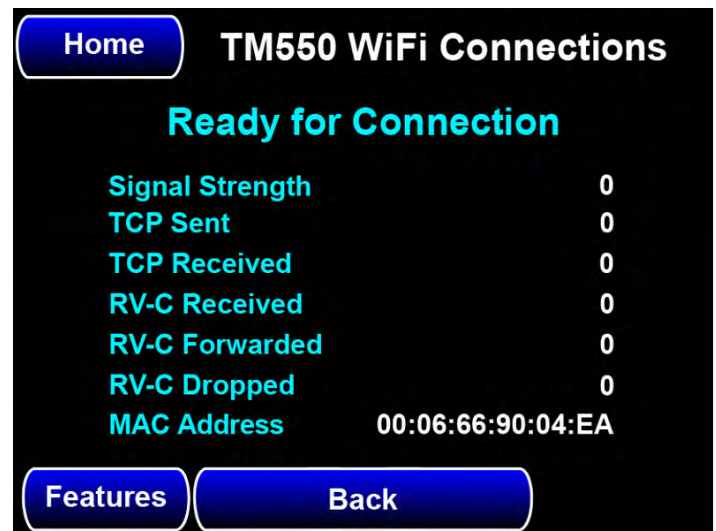 Home TM550 WiFi Connections
Ready for Connection
Signal Strength 0
TCP Sent 0
TCP Received 0
RV-C Received 0
RV-C Forwarded 0
RV-C Dropped 0
MAC Address 00:06:66:90:04:EA
Features Back